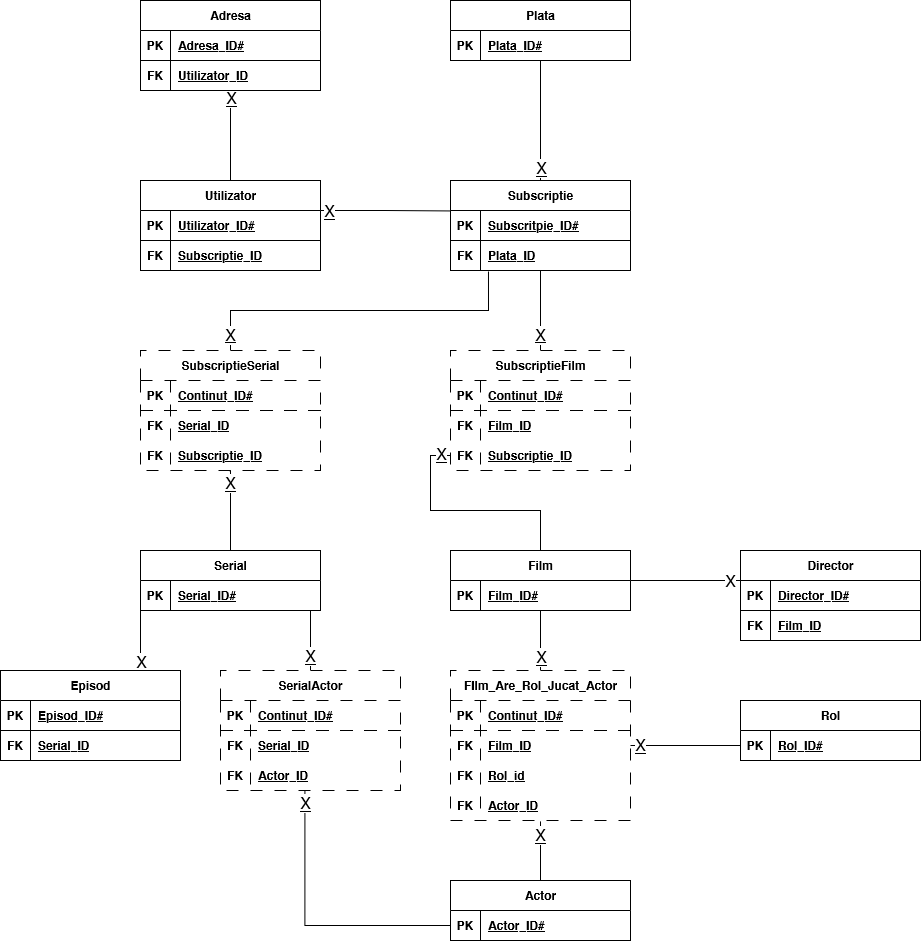 Adresa
PK Adresa_ID#
FK Utilizator_ID
X
Plata
PK Plata_ID#
X
Utilizator
PK Utilizator_ID#
FK Subscriptie_ID
X
Subscriptie
PK Subscritpie_ID#
FK Plata_ID
X
X
SubscriptieSerial
PK Continut_ID#
FK Serial_ID
FK Subscriptie_ID
X
SubscriptieFilm
PK Continut_ID#
FK Film_ID
FK Subscriptie_ID
X
Serial
PK Serial_ID#
Film
PK Film_ID#
X
Director
PK Director_ID#
FK Film_ID
X
X
X
Episod
PK Episod_ID#
FK Serial_ID
SerialActor
PK Continut_ID#
FK Serial_ID
FK Actor_ID
X
FIlm_Are_Rol_Jucat_Actor
PK Continut_ID#
FK Film_ID
FK Rol_id
FK Actor_ID
X
X
Rol
PK Rol_ID#
Actor
PK Actor_ID#